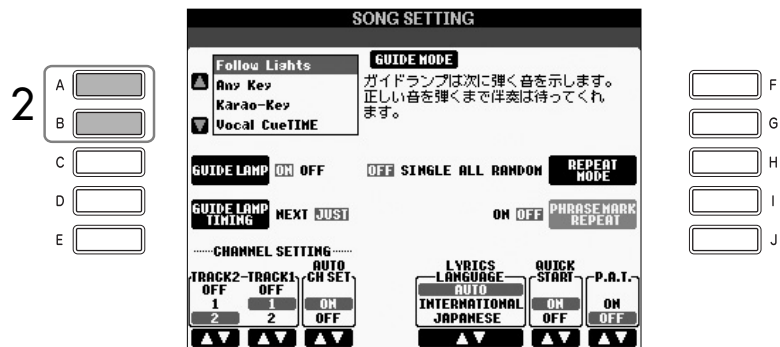 SONG SETTING
2
A
B
C
D
E
F
G
H
I
J
Follow Lights
Any Key
Karao-Key
Vocal CueTIME
GUIDE MODE
ガイドランプは次に弾く音を示します。
正しい音を弾くまで伴奏は待ってくれ
ます。
GUIDE LAMP ON OFF
OFF SINGLE ALL RANDOM REPEAT MODE
GUIDE LAMP TIMING NEXT JUST
ON OFF PHRASE MARK REPEAT
CHANNEL SETTING
TRACK2 TRACK1 AUTO CH SET
OFF OFF
1 1 ON
2 2 OFF
LYRICS LANGUAGE QUICK START P.A.T.
AUTO
INTERNATIONAL ON ON
JAPANESE OFF OFF